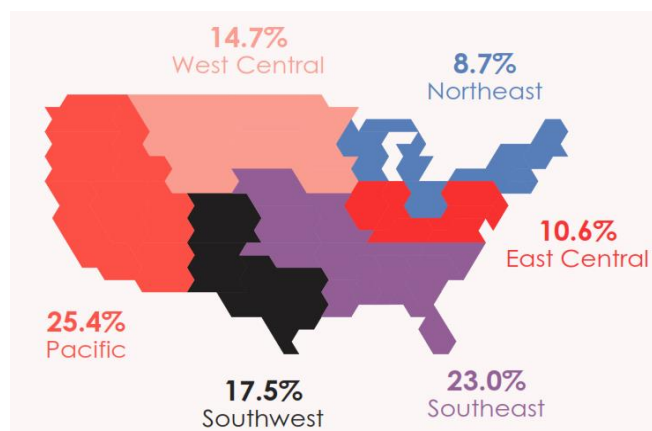 14.7%
West Central
8.7%
Northeast
10.6%
East Central
25.4%
Pacific
17.5%
Southwest
23.0%
Southeast